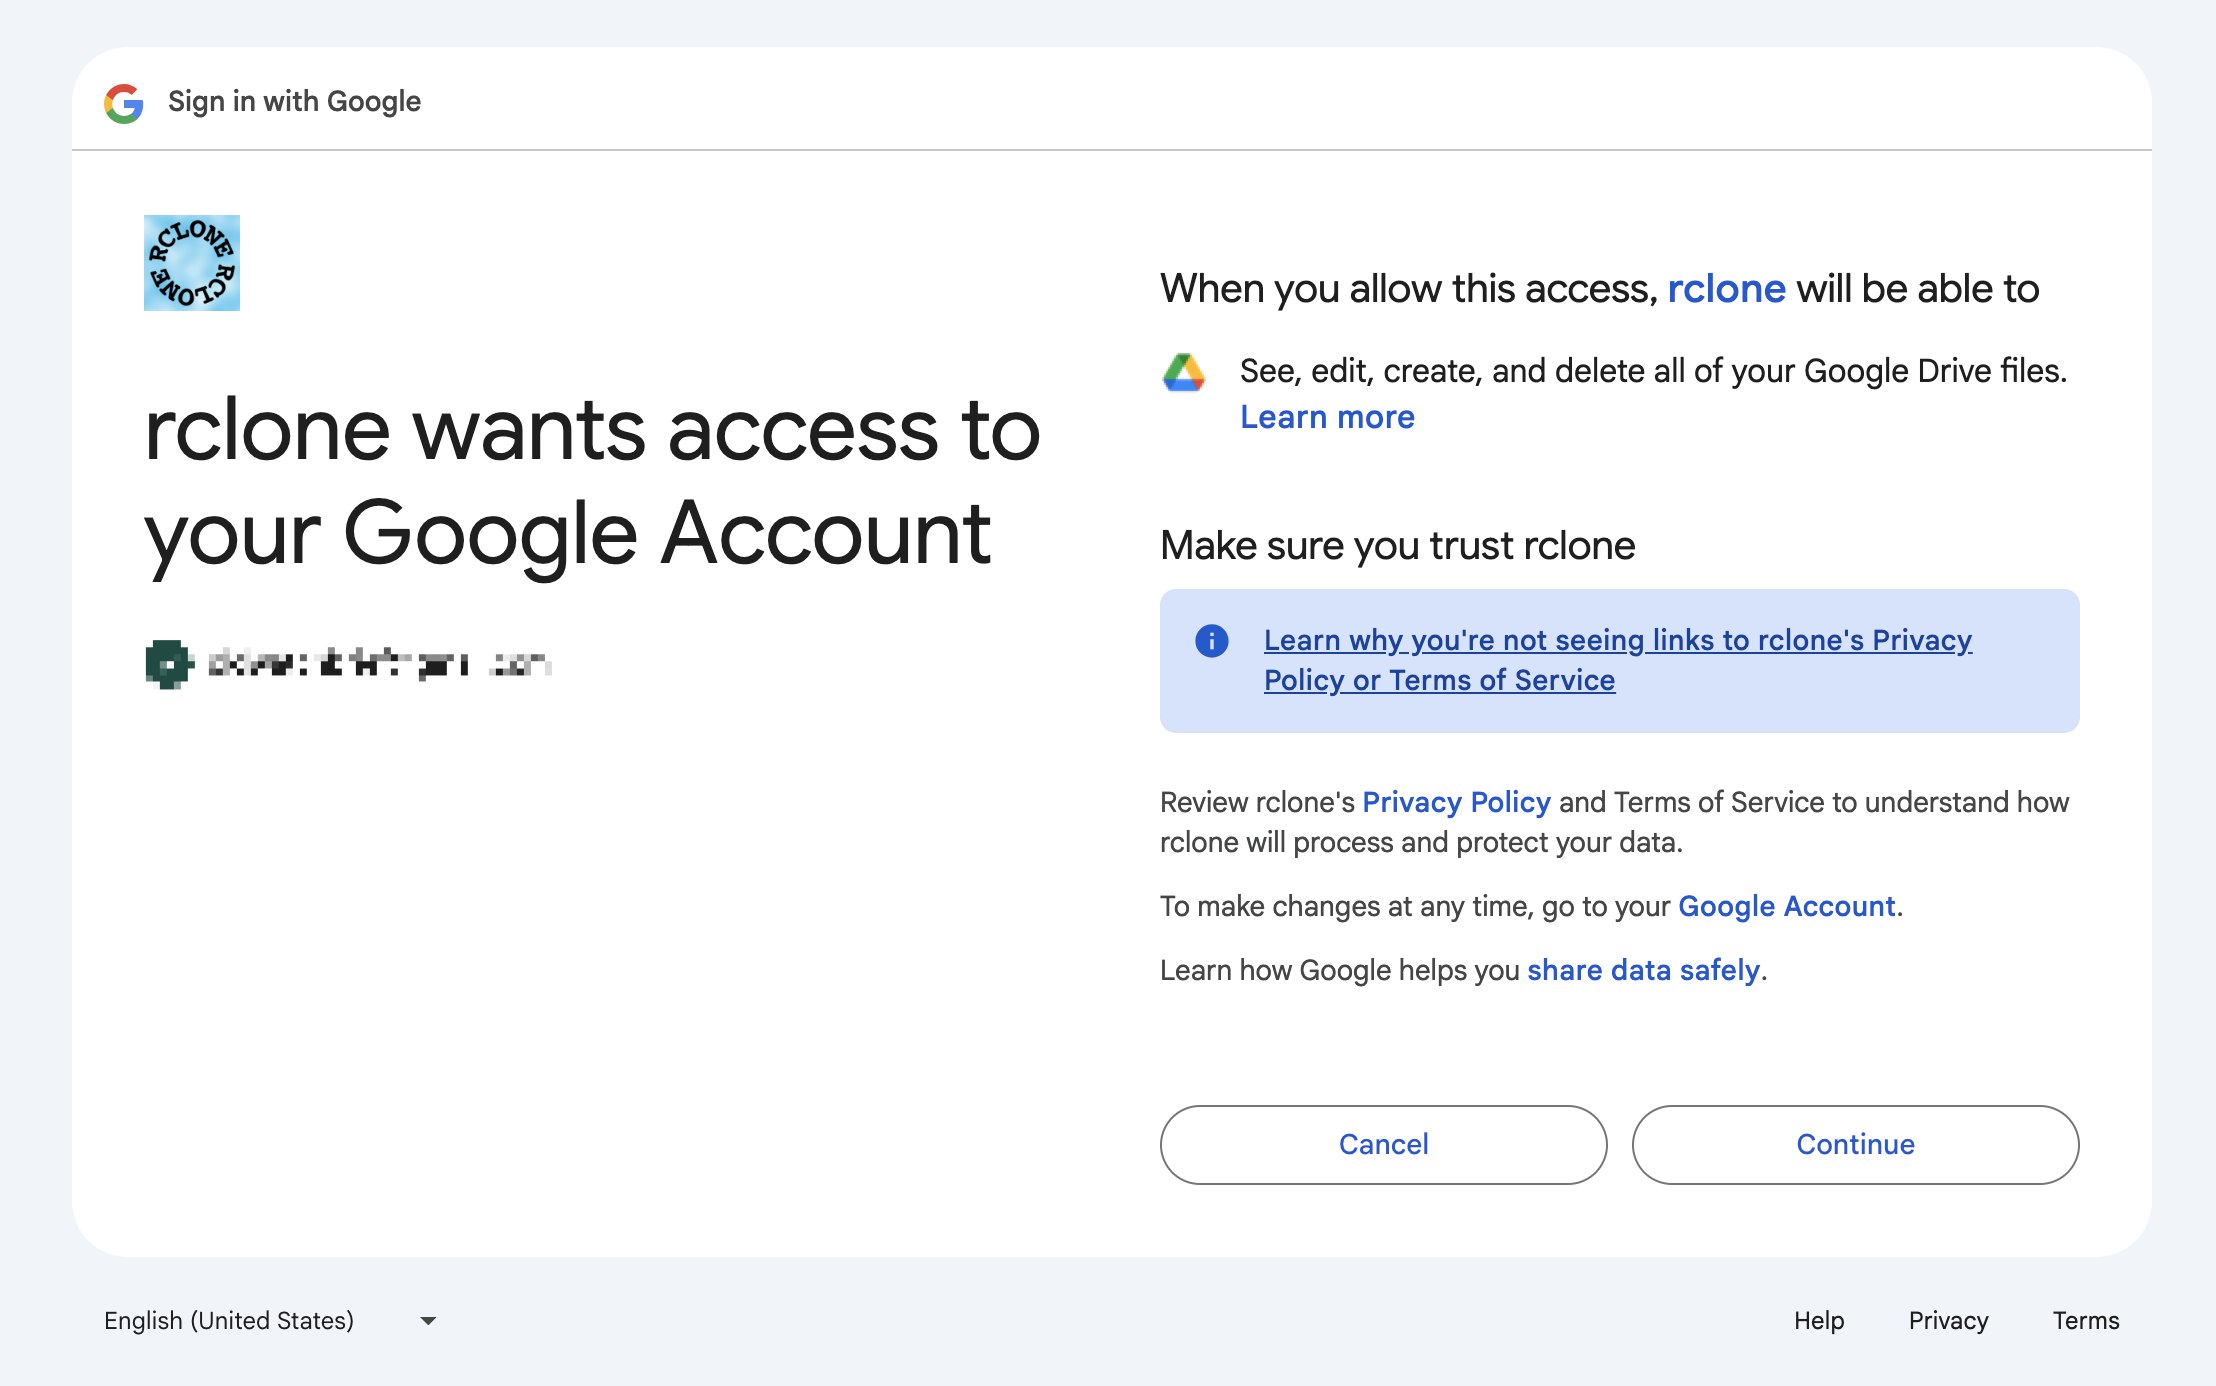 Sign in with Google
RCLONE RCLONE
rclone wants access to
your Google Account
When you allow this access, rclone will be able to
See, edit, create, and delete all of your Google Drive files.
Learn more
Make sure you trust rclone
Learn why you're not seeing links to rclone's Privacy
Policy or Terms of Service
Review rclone's Privacy Policy and Terms of Service to understand how
rclone will process and protect your data.
To make changes at any time, go to your Google Account.
Learn how Google helps you share data safely.
Cancel
Continue
English (United States)
Help
Privacy
Terms